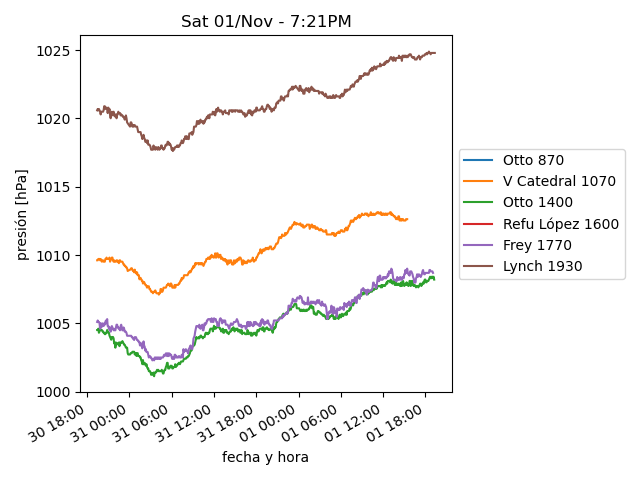 Sat 01/Nov - 7:21PM
presión [hPa]
1025
1020
1015
1010
1005
1000
30 18:00
31 00:00
31 06:00
31 12:00
31 18:00
01 00:00
01 06:00
01 12:00
01 18:00
fecha y hora
Otto 870
V Catedral 1070
Otto 1400
Refu López 1600
Frey 1770
Lynch 1930